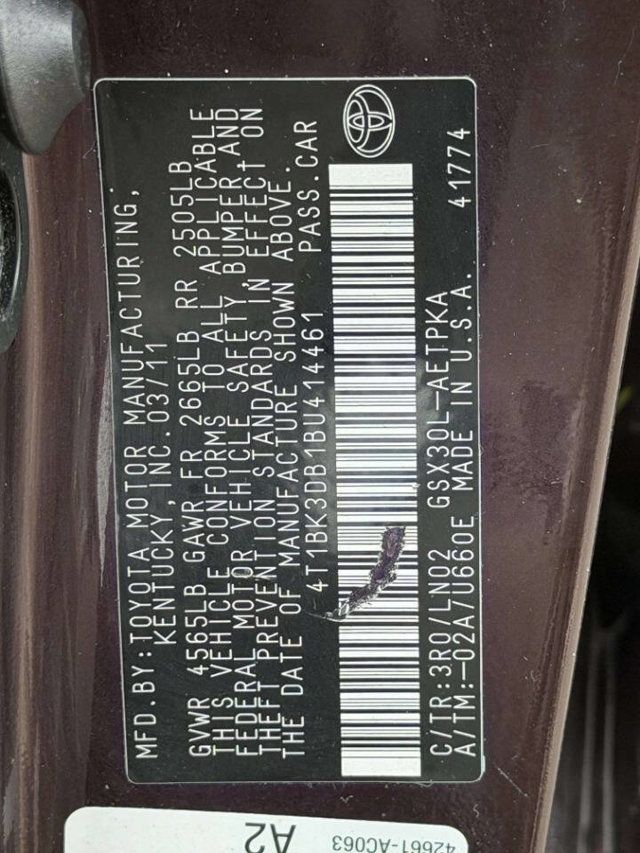 MFD.BY:TOYOTA MOTOR MANUFACTURING,
KENTUCKY,INC.03/11
GVWR 4565LB GAWR FR 2665LB RR 2505LB
THIS VEHICLE CONFORMS TO ALL APPLICABLE
FEDERAL MOTOR VEHICLE SAFETY,BUMPER,AND
THEFT PREVENTION STANDARDS IN EFFECT ON
THE DATE OF MANUFACTURE SHOWN ABOVE.
4T1BK3DB1BU414461 PASS.CAR
C/TR:3R0/LN02 GSX30L-AETPKA
A/TM:-02A/U660E MADE IN U.S.A. 41774
42661-AC063
A2